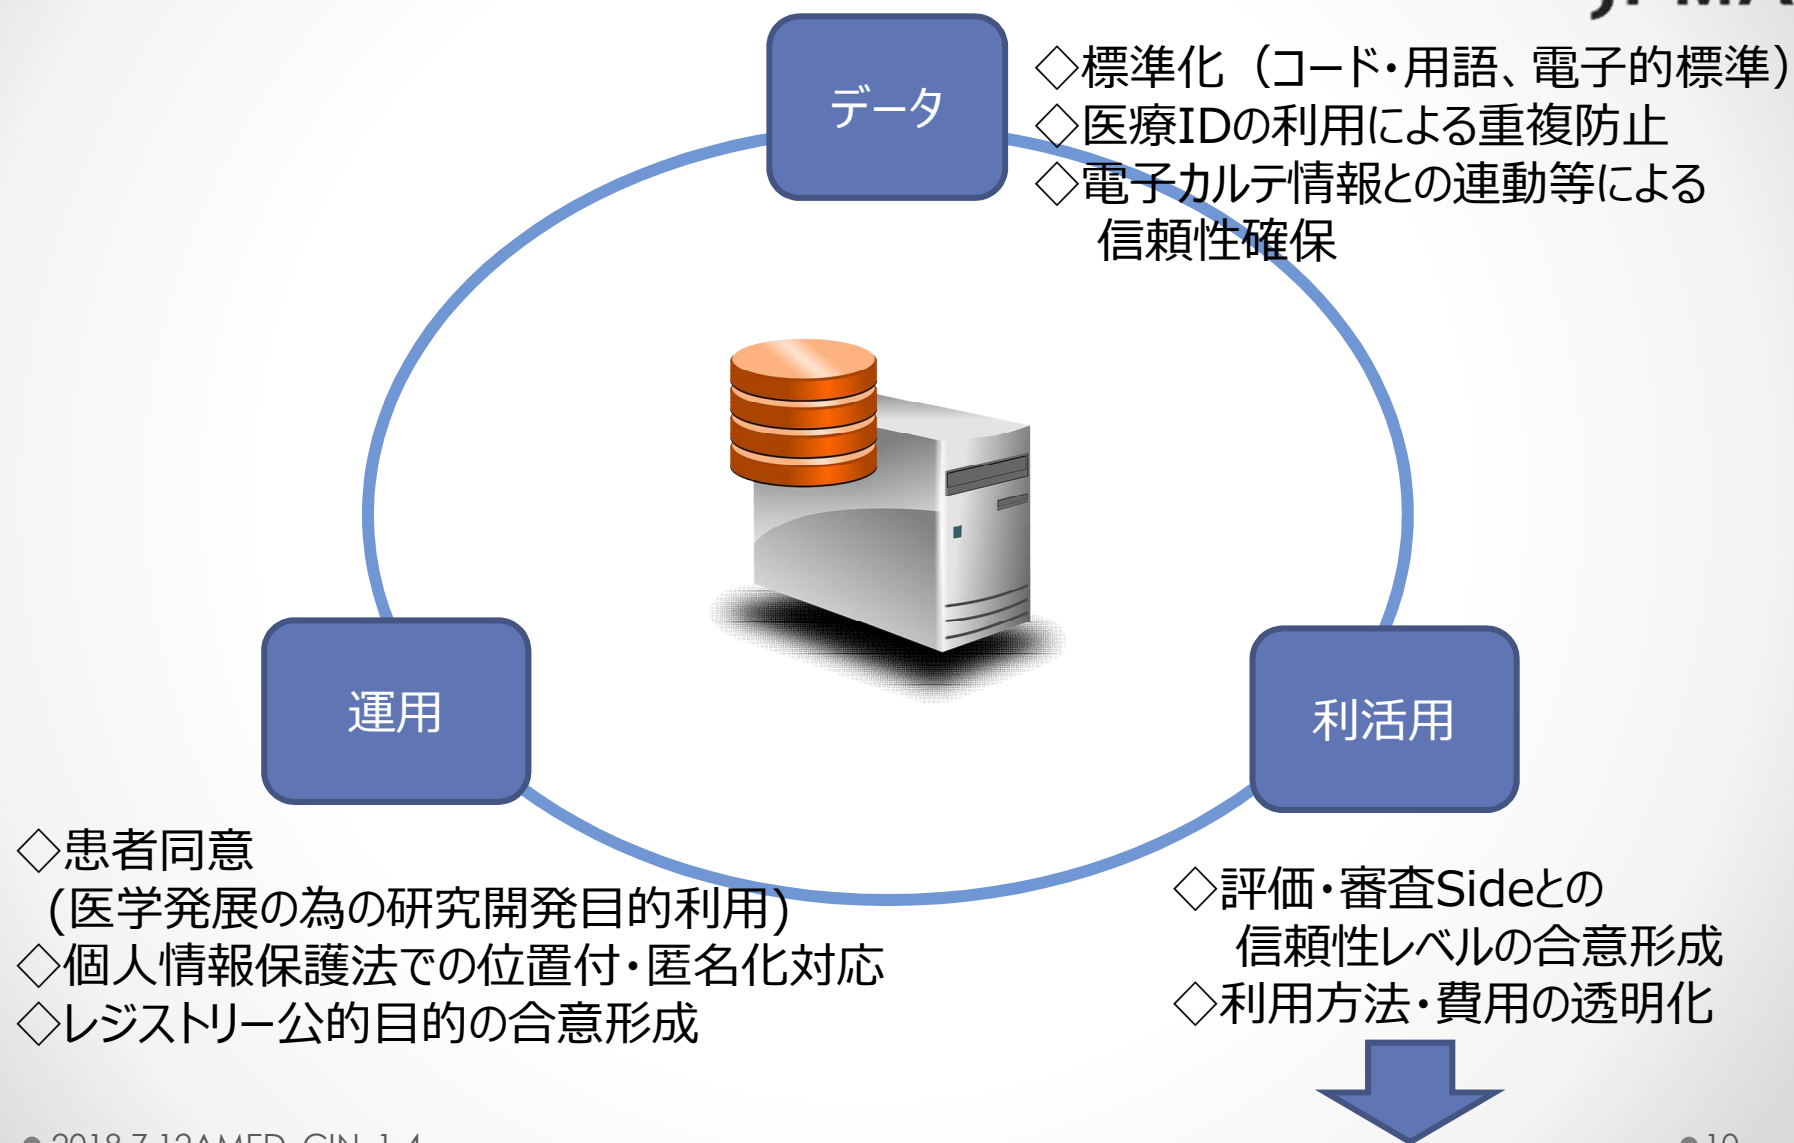 データ
◇標準化（コード・用語、電子的標準）
◇医療IDの利用による重複防止
◇電子カルテ情報との連動等による
信頼性確保
運用
利活用
◇患者同意
(医学発展の為の研究開発目的利用)
◇個人情報保護法での位置付・匿名化対応
◇レジストリー公的目的の合意形成
◇評価・審査Sideとの
信頼性レベルの合意形成
◇利用方法・費用の透明化